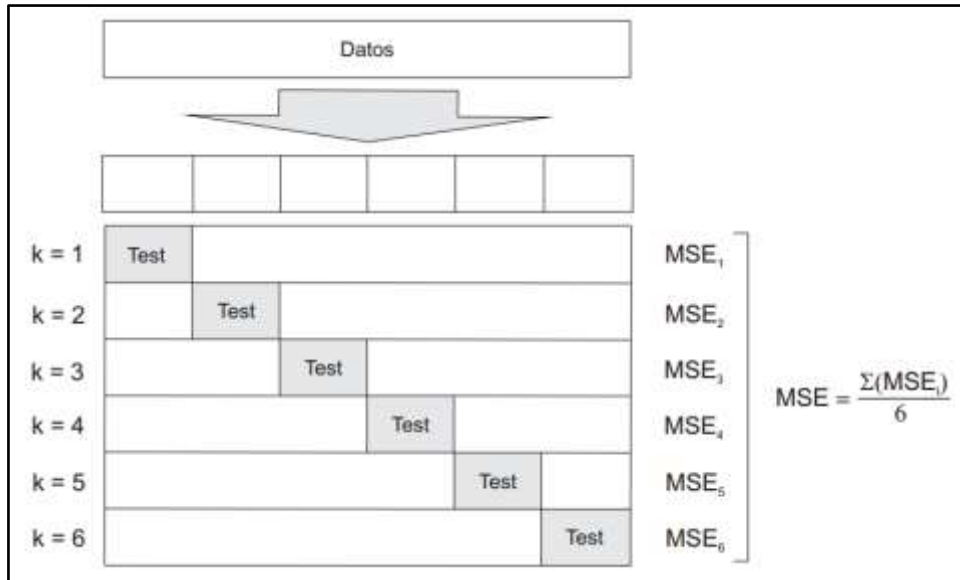 Datos
k = 1 Test MSE₁
k = 2 Test MSE₂
k = 3 Test MSE₃
k = 4 Test MSE₄
k = 5 Test MSE₅
k = 6 Test MSE₆
MSE = Σ(MSEᵢ) / 6